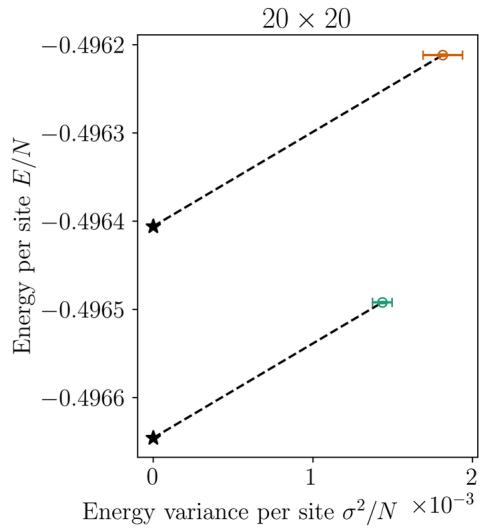 20 × 20
Energy per site E/N
−0.4962
−0.4963
−0.4964
−0.4965
−0.4966
0 1 2
Energy variance per site σ²/N ×10⁻³